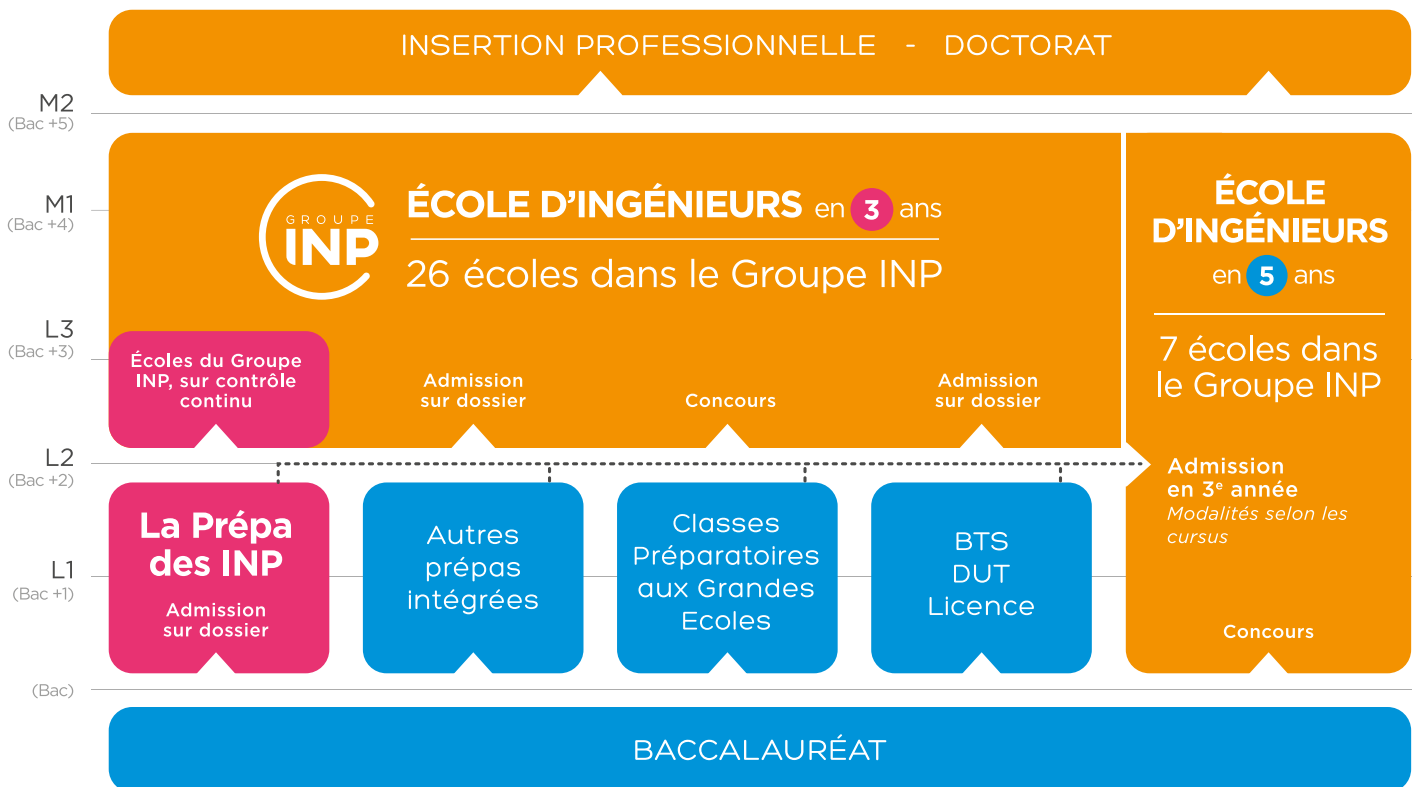 INSERTION PROFESSIONNELLE - DOCTORAT
M2
(Bac +5)
M1
(Bac +4)
GROUPE
INP
ÉCOLE D'INGÉNIEURS en 3 ans
26 écoles dans le Groupe INP
ÉCOLE
D'INGÉNIEURS
en 5 ans
7 écoles dans
le Groupe INP
L3
(Bac +3)
Écoles du Groupe
INP, sur contrôle
continu
Admission
sur dossier
Concours
Admission
sur dossier
L2
(Bac +2)
Admission
en 3e année
Modalités selon les
cursus
La Prépa
des INP
Admission
sur dossier
Autres
prépas
intégrées
Classes
Préparatoires
aux Grandes
Ecoles
BTS
DUT
Licence
L1
(Bac +1)
Concours
(Bac)
BACCALAURÉAT